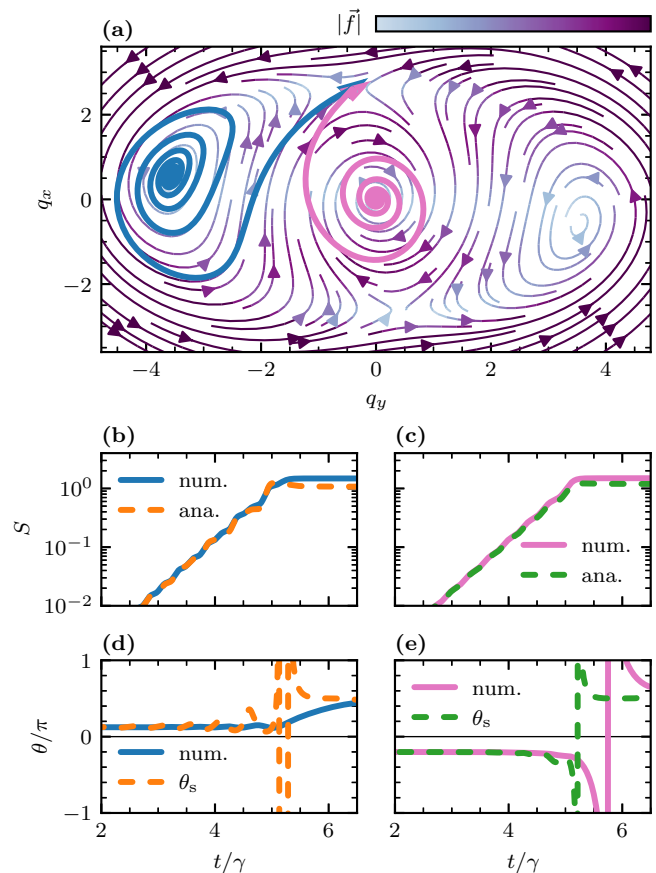 (a) |f⃗|
2
0
−2
q_x
−4 −2 0 2 4
q_y
(b) (c)
10^0
10^−1
10^−2
S
num.
ana.
num.
ana.
(d) (e)
1
0
−1
θ/π
num.
θ_s
num.
θ_s
2 4 6 2 4 6
t/γ t/γ